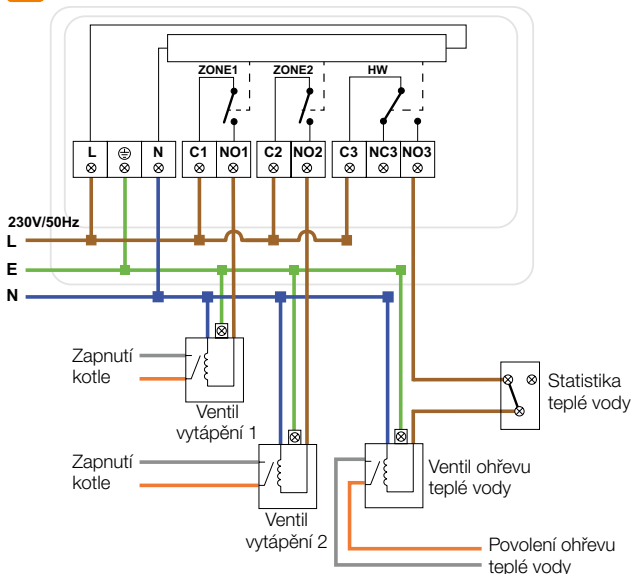 ZONE1 ZONE2 HW
L N C1 NO1 C2 NO2 C3 NC3 NO3
230V/50Hz
L
E
N
Zapnutí
kotle
Ventil
vytápění 1
Statistika
teplé vody
Zapnutí
kotle
Ventil
vytápění 2
Ventil ohřevu
teplé vody
Povolení ohřevu
teplé vody